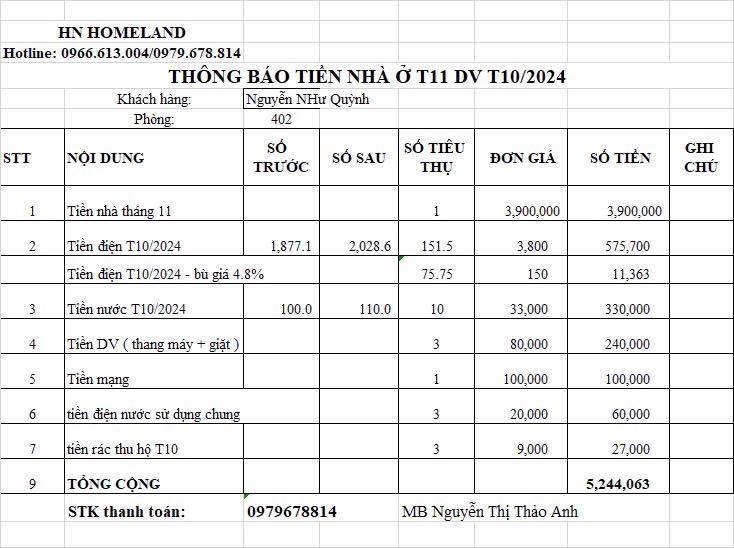 HN HOMELAND
Hotline: 0966.613.004/0979.678.814
THÔNG BÁO TIỀN NHÀ Ở T11 DV T10/2024
Khách hàng: Nguyễn NHư Quỳnh
Phòng: 402
STT NỘI DUNG SỐ TRƯỚC SỐ SAU SỐ TIÊU THỤ ĐƠN GIÁ SỐ TIỀN GHI CHÚ
1 Tiền nhà tháng 11 1 3,900,000 3,900,000
2 Tiền điện T10/2024 1,877.1 2,028.6 151.5 3,800 575,700
Tiền điện T10/2024 - bù giá 4.8% 75.75 150 11,363
3 Tiền nước T10/2024 100.0 110.0 10 33,000 330,000
4 Tiền DV ( thang máy + giặt ) 3 80,000 240,000
5 Tiền mạng 1 100,000 100,000
6 tiền điện nước sử dụng chung 3 20,000 60,000
7 tiền rác thu hộ T10 3 9,000 27,000
9 TỔNG CỘNG 5,244,063
STK thanh toán: 0979678814 MB Nguyễn Thị Thảo Anh